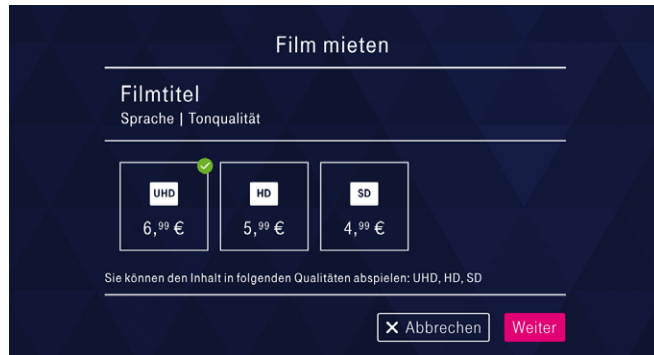 Film mieten
Filmtitel
Sprache | Tonqualität
UHD HD SD
6,99 € 5,99 € 4,99 €
Sie können den Inhalt in folgenden Qualitäten abspielen: UHD, HD, SD
Abbrechen Weiter